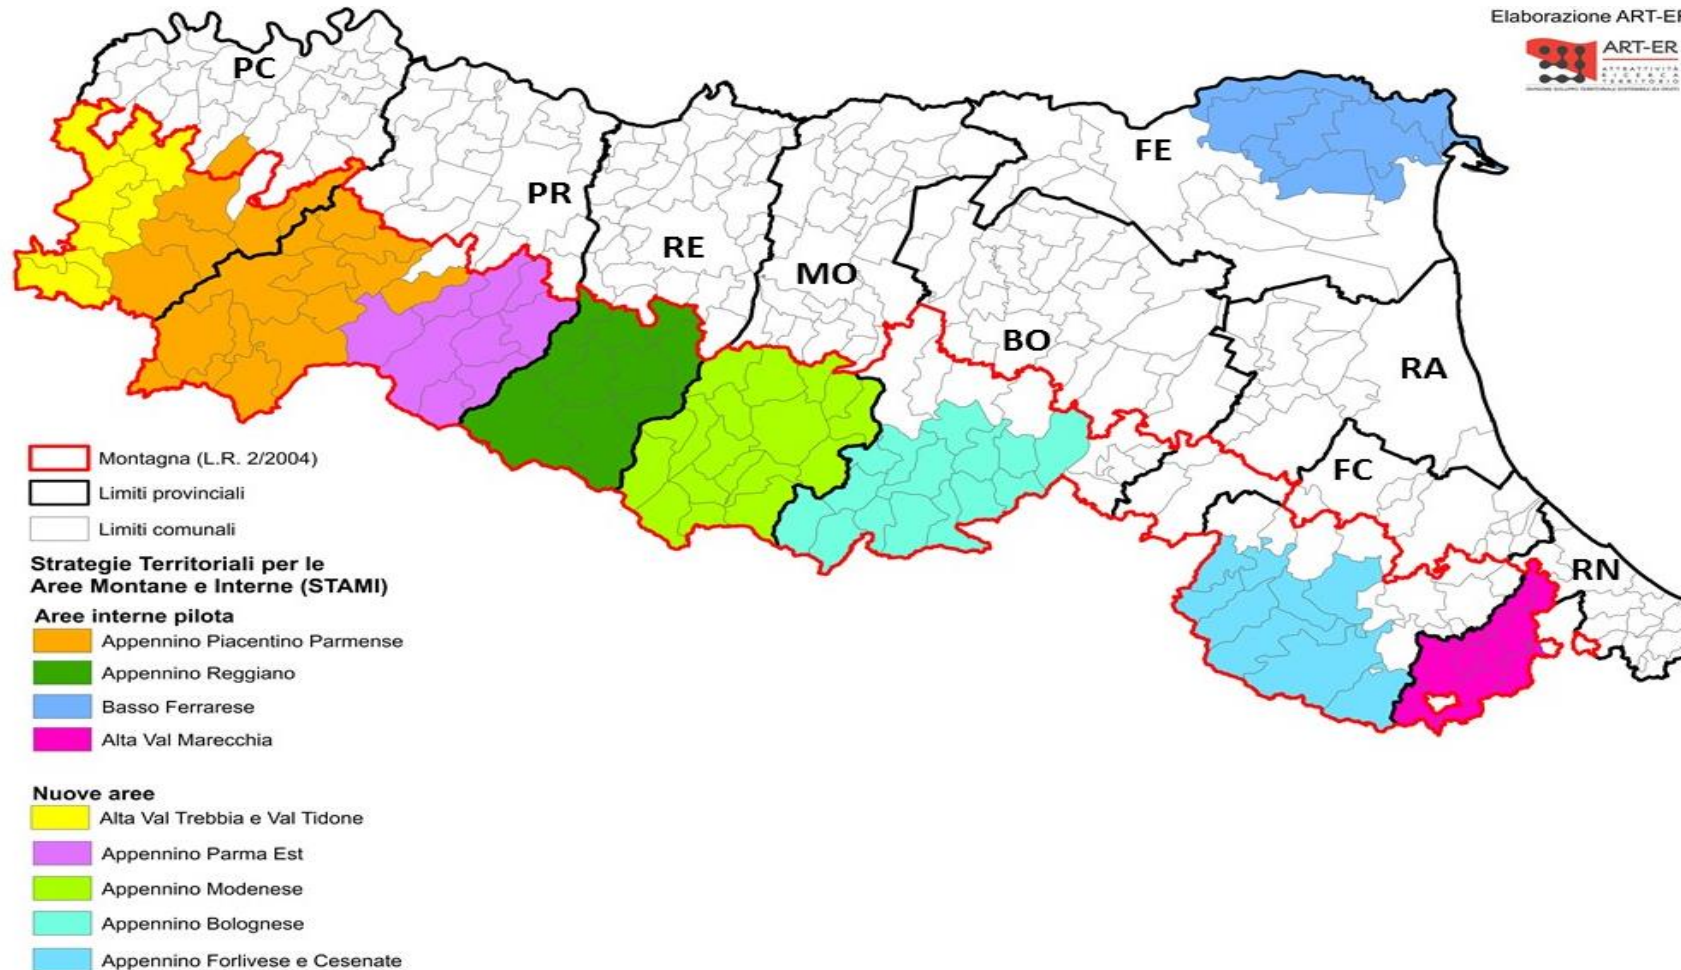 Elaborazione ART-ER
ART-ER
ATTRATTIVITÀ
RICERCA
TERRITORIO
PC
PR
RE
MO
FE
BO
RA
FC
RN
Montagna (L.R. 2/2004)
Limiti provinciali
Limiti comunali
Strategie Territoriali per le
Aree Montane e Interne (STAMI)
Aree interne pilota
Appennino Piacentino Parmense
Appennino Reggiano
Basso Ferrarese
Alta Val Marecchia
Nuove aree
Alta Val Trebbia e Val Tidone
Appennino Parma Est
Appennino Modenese
Appennino Bolognese
Appennino Forlivese e Cesenate